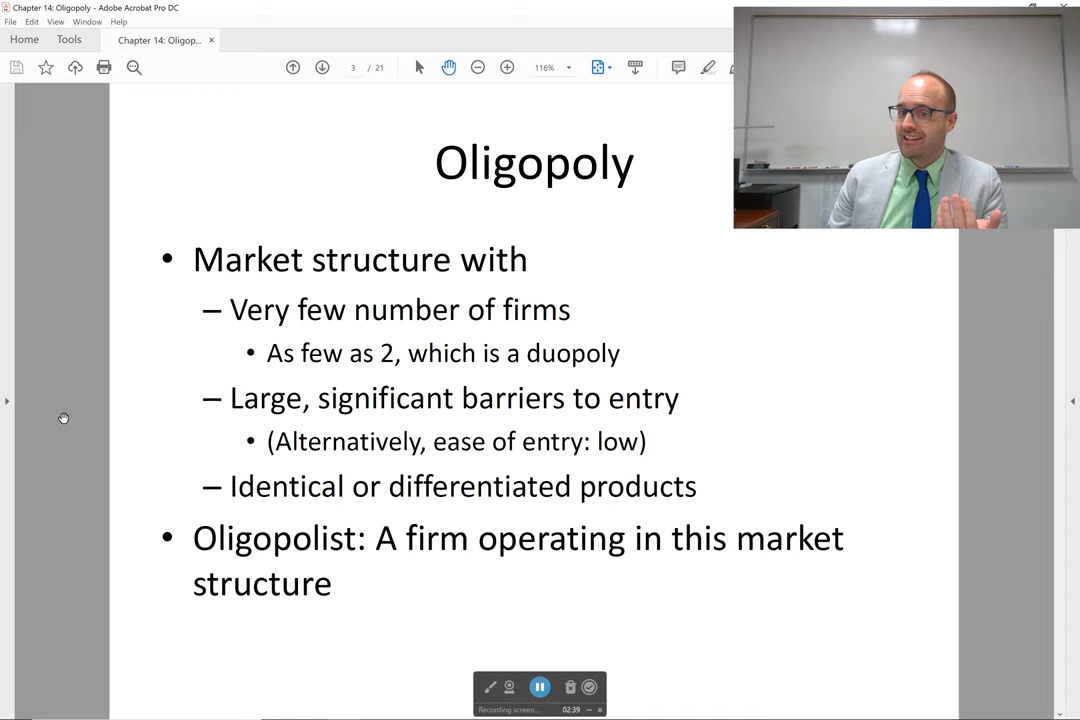 Chapter 14: Oligopoly - Adobe Acrobat Pro DC
File Edit View Window Help
Home Tools Chapter 14: Oligop... ×
3 / 21 116%
Oligopoly
• Market structure with
– Very few number of firms
• As few as 2, which is a duopoly
– Large, significant barriers to entry
• (Alternatively, ease of entry: low)
– Identical or differentiated products
• Oligopolist: A firm operating in this market
structure
Recording screen... 02:39